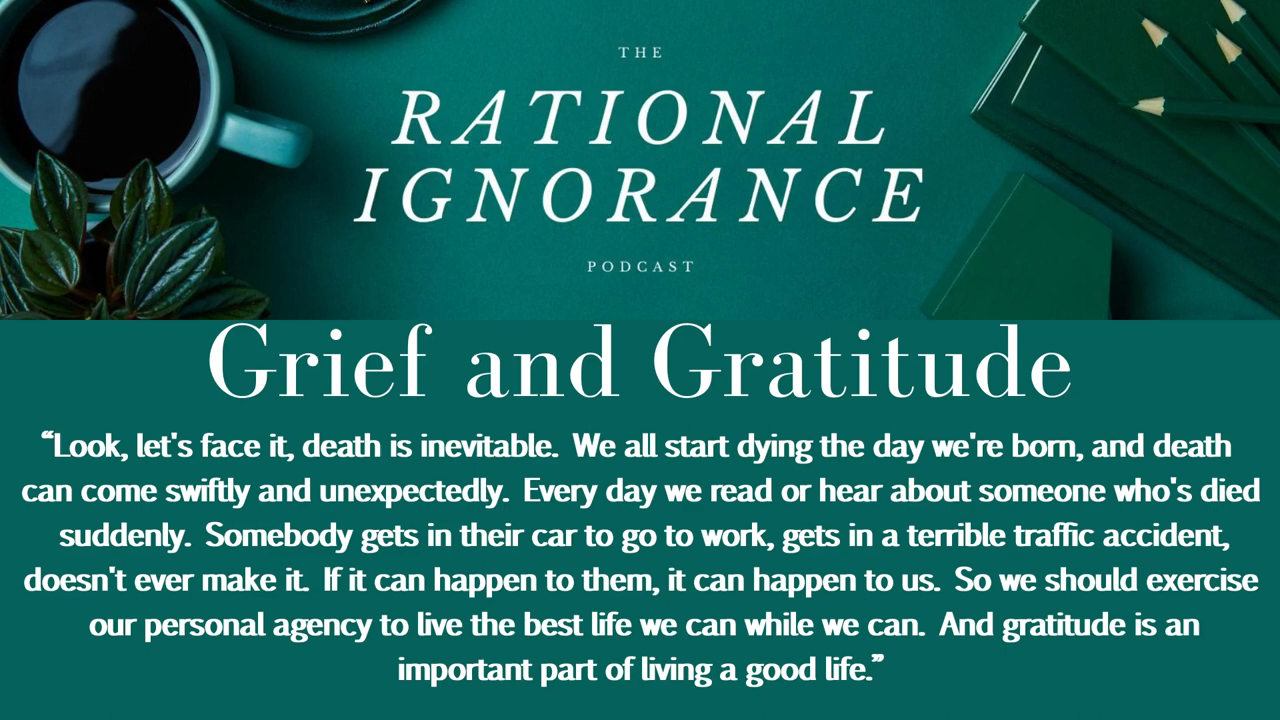 THE
RATIONAL
IGNORANCE
PODCAST
Grief and Gratitude
“Look, let's face it, death is inevitable.  We all start dying the day we're born, and death
can come swiftly and unexpectedly.  Every day we read or hear about someone who's died
suddenly.  Somebody gets in their car to go to work, gets in a terrible traffic accident,
doesn't ever make it.  If it can happen to them, it can happen to us.  So we should exercise
our personal agency to live the best life we can while we can.  And gratitude is an
important part of living a good life.”